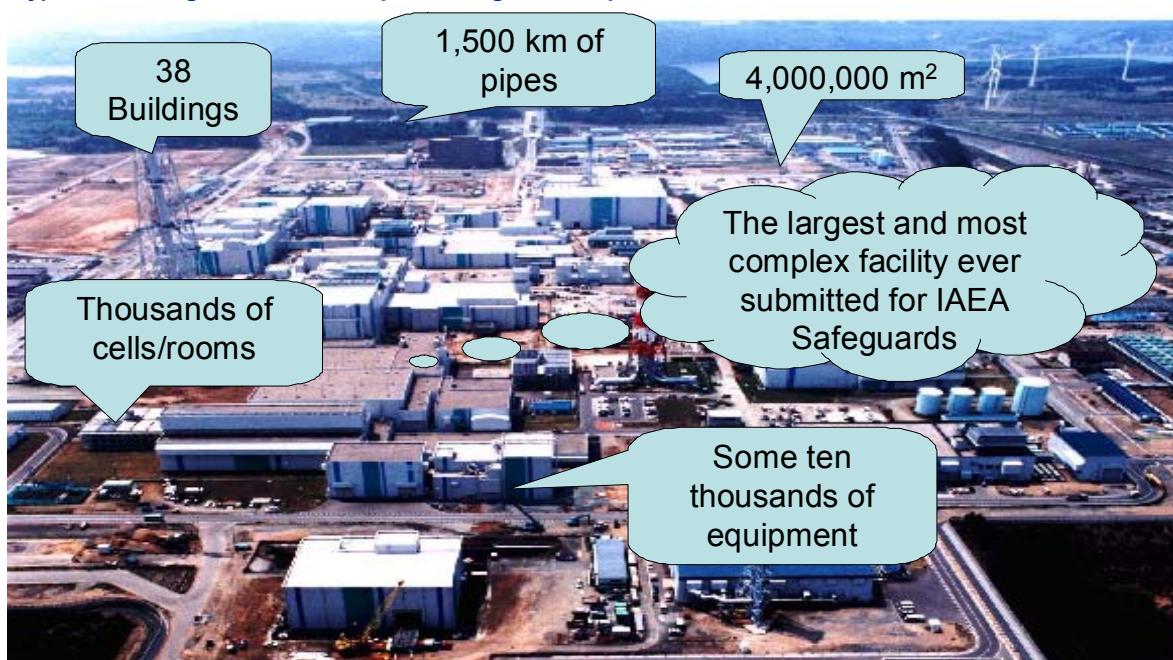 38
Buildings
1,500 km of
pipes
4,000,000 m²
The largest and most
complex facility ever
submitted for IAEA
Safeguards
Thousands of
cells/rooms
Some ten
thousands of
equipment